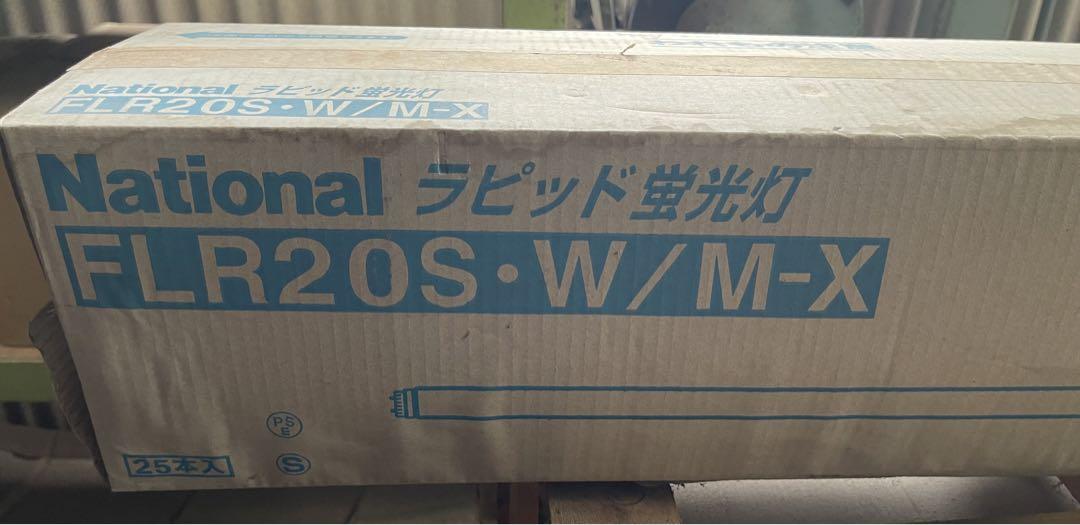 National ラピッド蛍光灯
FLR20S・W/M-X
National ラピッド蛍光灯
FLR20S・W/M-X
PS
E
S
25本入